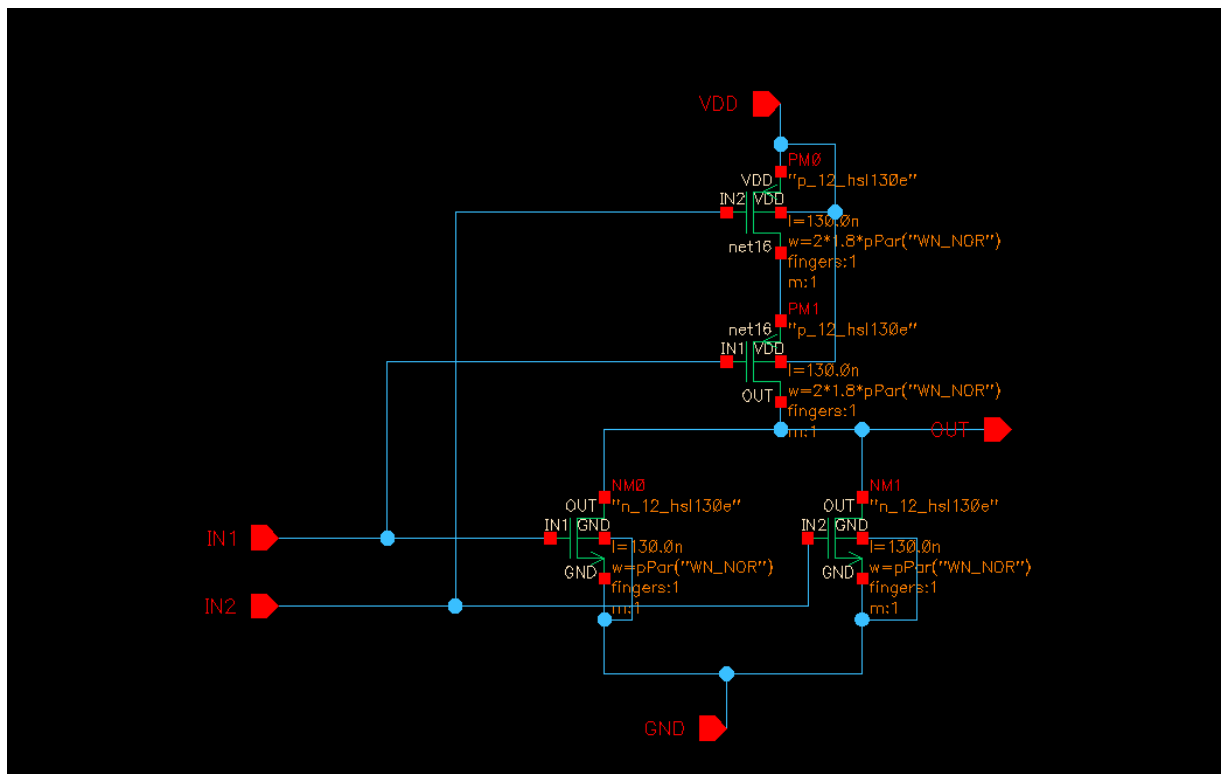 VDD
PMØ
VDD "p_12_hsl130e"
IN2 VDD
l=130.0n
w=2*1.8*pPar("WN_NOR")
net16
fingers:1
m:1
PM1
net16 "p_12_hsl130e"
IN1 VDD
l=130.0n
w=2*1.8*pPar("WN_NOR")
OUT
fingers:1
m:1
OUT
NMØ
OUT "n_12_hsl130e"
IN1 GND
l=130.0n
GND
w=pPar("WN_NOR")
fingers:1
m:1
NM1
OUT "n_12_hsl130e"
IN2 GND
l=130.0n
GND
w=pPar("WN_NOR")
fingers:1
m:1
IN1
IN2
GND